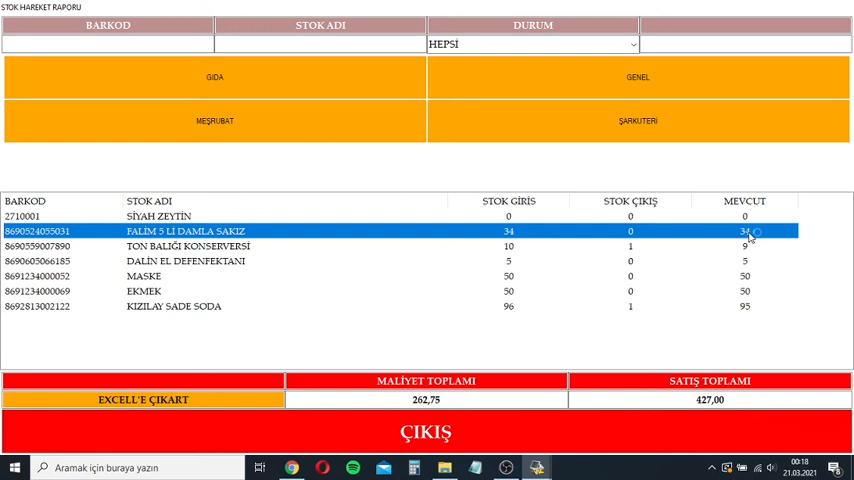 STOK HAREKET RAPORU
BARKOD STOK ADI DURUM
HEPSİ
GIDA GENEL
MEŞRUBAT ŞARKUTERİ
BARKOD STOK ADI STOK GİRİS STOK ÇIKIŞ MEVCUT
2710001 SİYAH ZEYTİN 0 0 0
8690524055031 FALIM 5 Lİ DAMLA SAKIZ 34 0 34
8690559007890 TON BALIĞI KONSERVERSİ 10 1 9
8690605066185 DALİN EL DEFENFEKTANI 5 0 5
8691234000052 MASKE 50 0 50
8691234000069 EKMEK 50 0 50
8692813002122 KIZILAY SADE SODA 96 1 95
MALİYET TOPLAMI SATIŞ TOPLAMI
EXCELL'E ÇIKART 262,75 427,00
ÇIKIŞ
Aramak için buraya yazın
00:18
21.03.2021
8